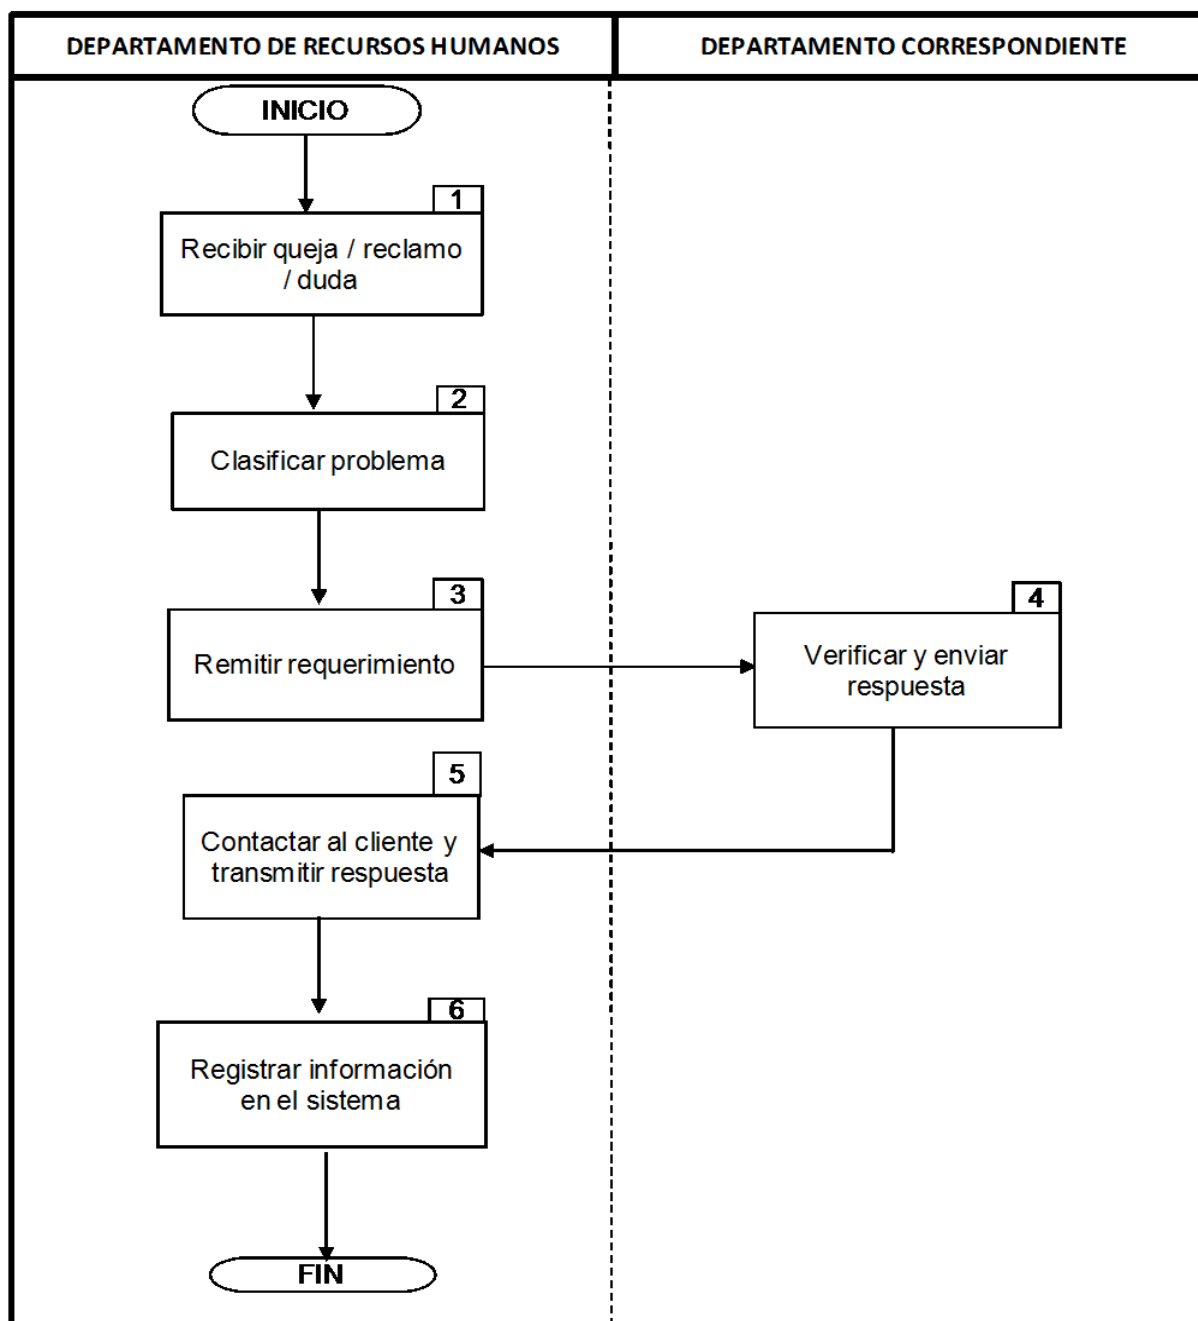 DEPARTAMENTO DE RECURSOS HUMANOS
DEPARTAMENTO CORRESPONDIENTE
INICIO
1
Recibir queja / reclamo
/ duda
2
Clasificar problema
3
Remitir requerimiento
4
Verificar y enviar
respuesta
5
Contactar al cliente y
transmitir respuesta
6
Registrar información
en el sistema
FIN